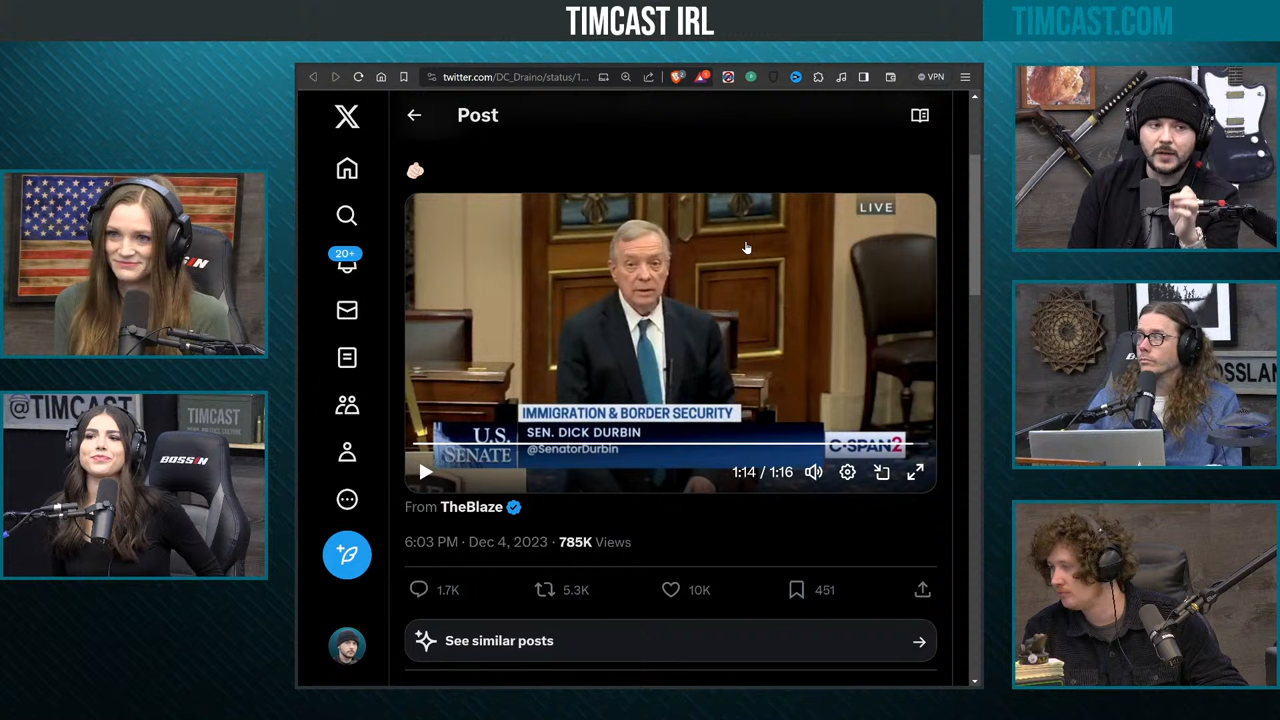 TIMCAST IRL
TIMCAST.COM
twitter.com/DC_Draino/status/1...
VPN
Post
20+
LIVE
IMMIGRATION & BORDER SECURITY
U.S. SENATE
SEN. DICK DURBIN
@SenatorDurbin
C-SPAN2
1:14 / 1:16
From TheBlaze
6:03 PM · Dec 4, 2023 · 785K Views
1.7K
5.3K
10K
451
See similar posts
@TIMCAST
TIMCAST
BOSSIN